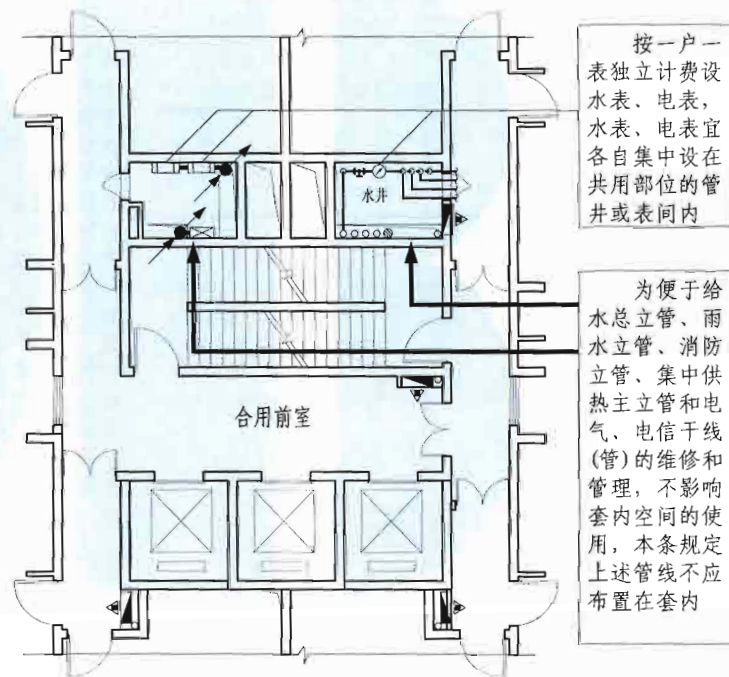 按一户一
表独立计费设
水表、电表，
水表、电表宜
各自集中设在
共用部位的管
井或表间内
水井
为便于给
水总立管、雨
水立管、消防
立管、集中供
热主立管和电
气、电信干线
(管)的维修和
管理，不影响
套内空间的使
用，本条规定
上述管线不应
布置在套内
合用前室